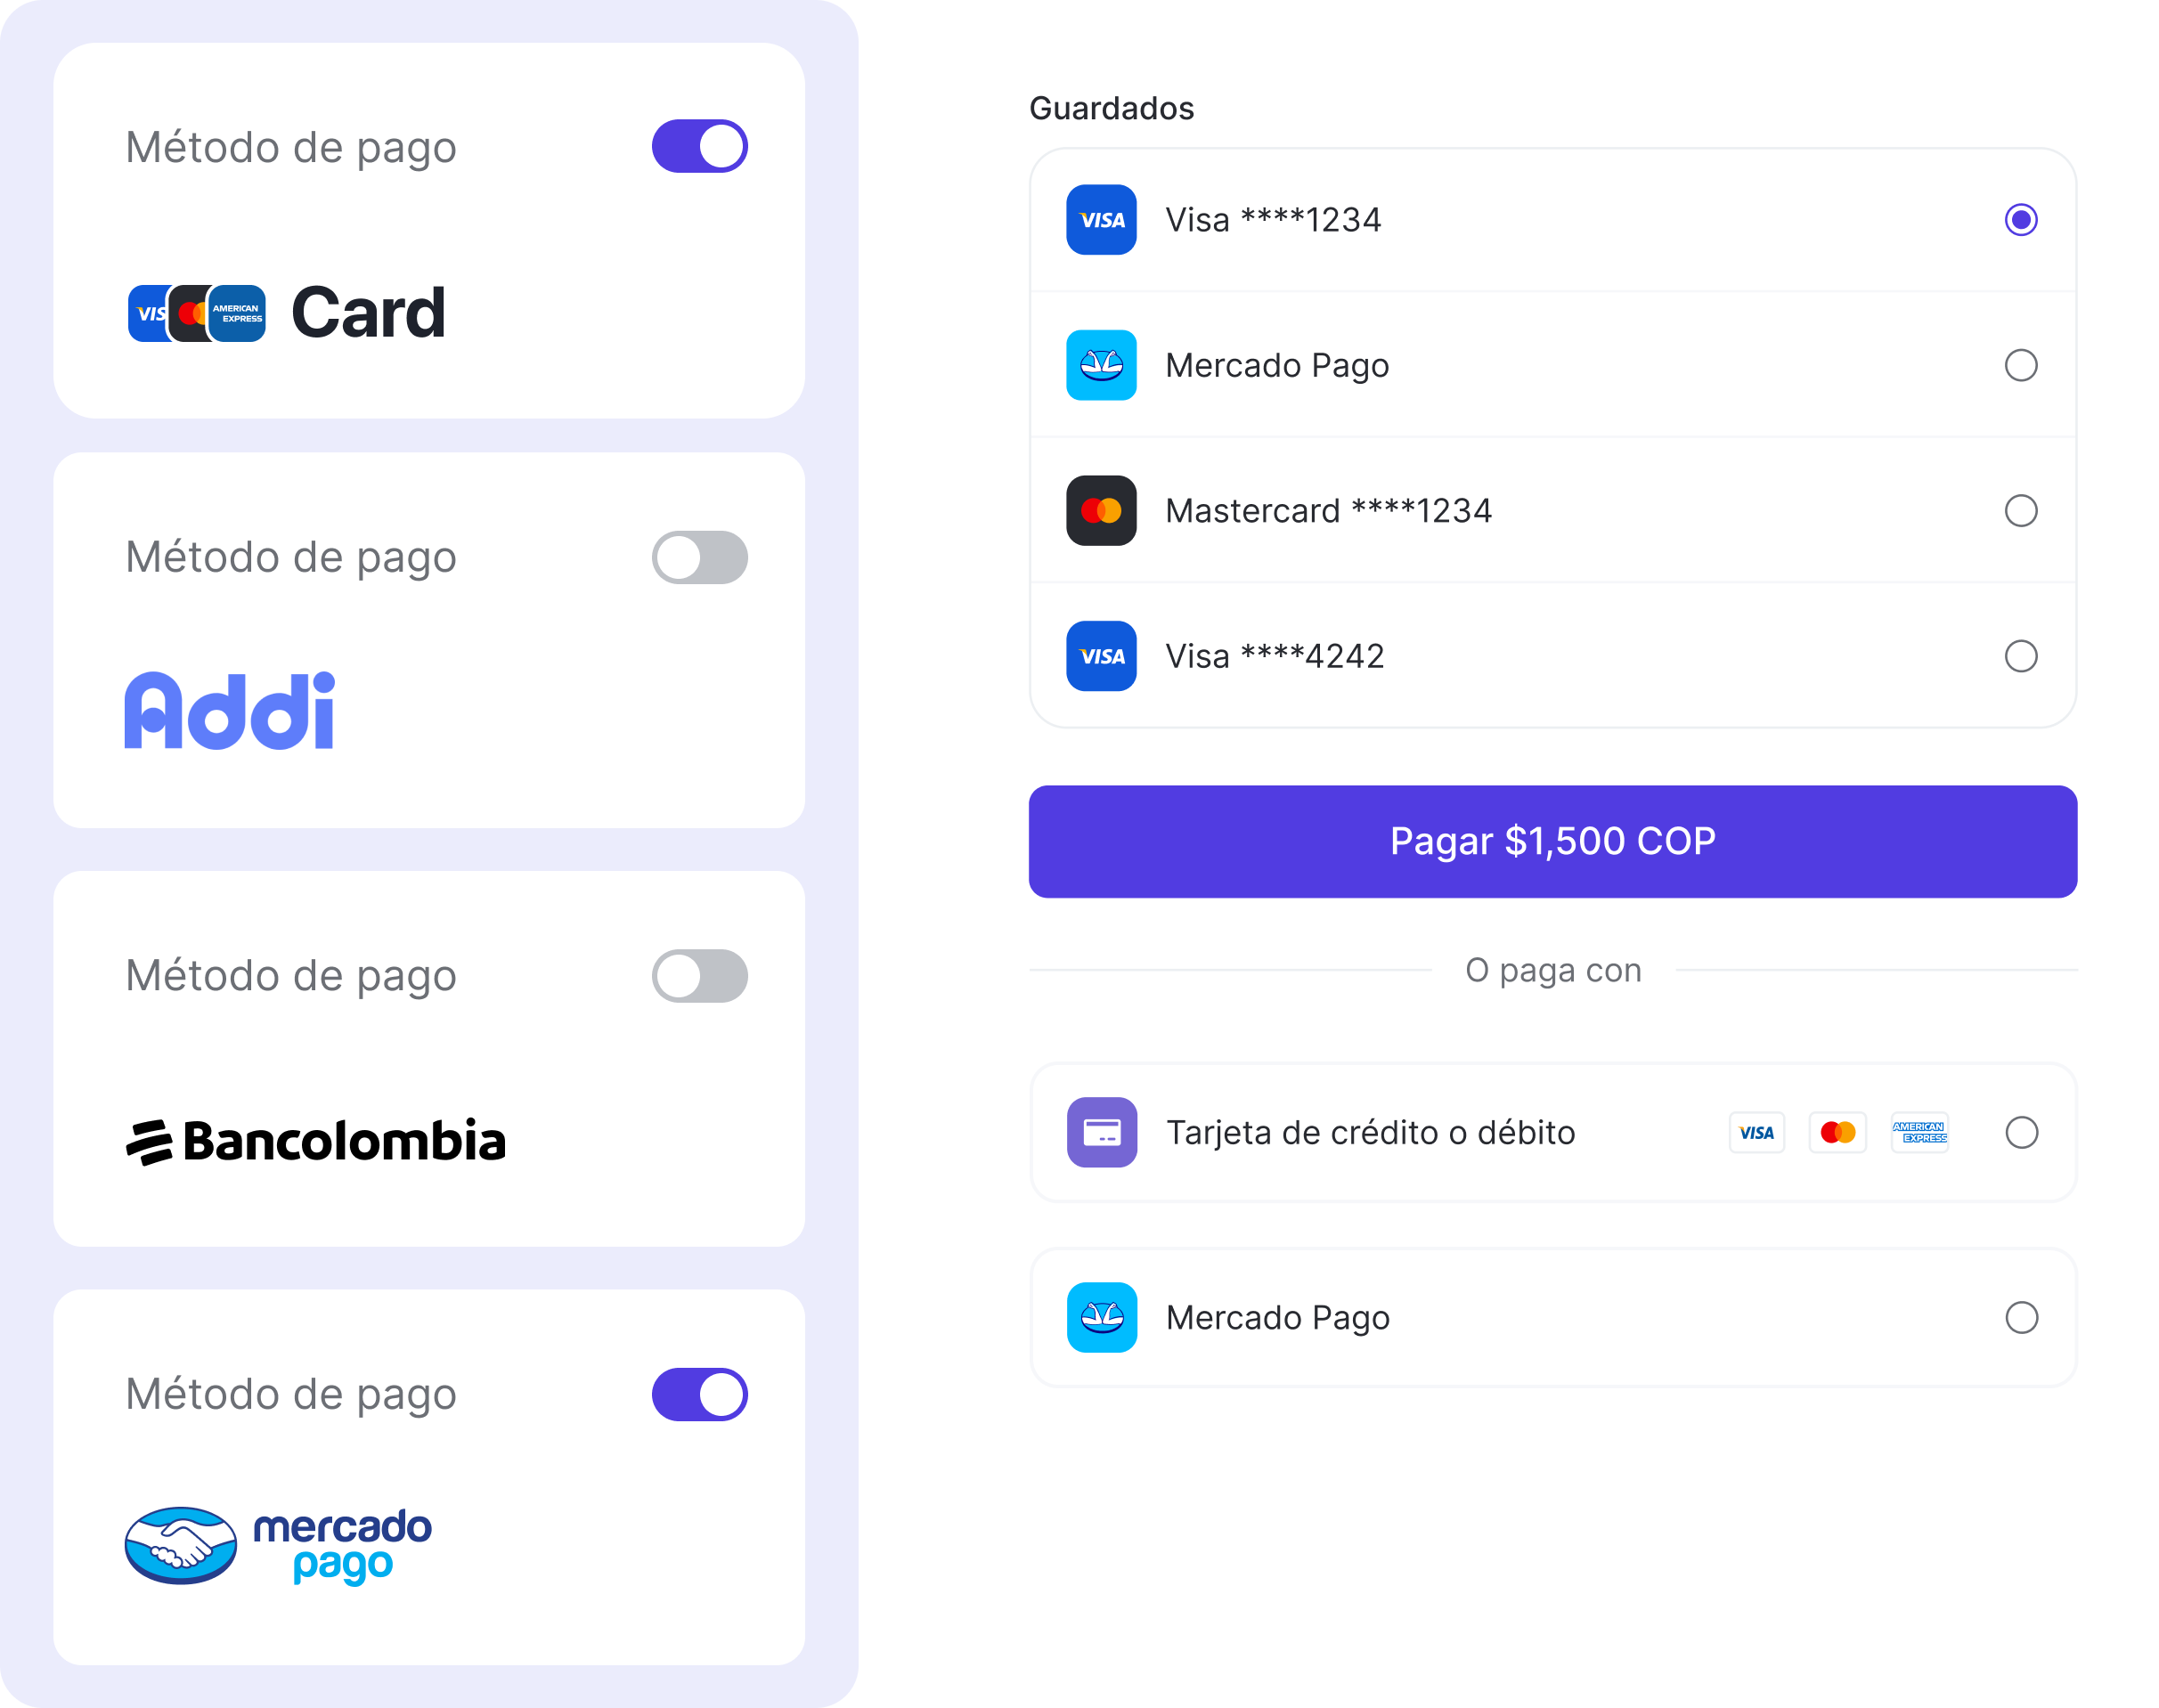 Método de pago
VIS
AMERICAN
EXPRESS
Card
Método de pago
Addi
Método de pago
Bancolombia
Método de pago
mercado
pago
Guardados
VISA
Visa ****1234
Mercado Pago
Mastercard ****1234
VISA
Visa ****4242
Pagar $1,500 COP
O paga con
Tarjeta de crédito o débito
VISA
AMERICAN
EXPRESS
Mercado Pago